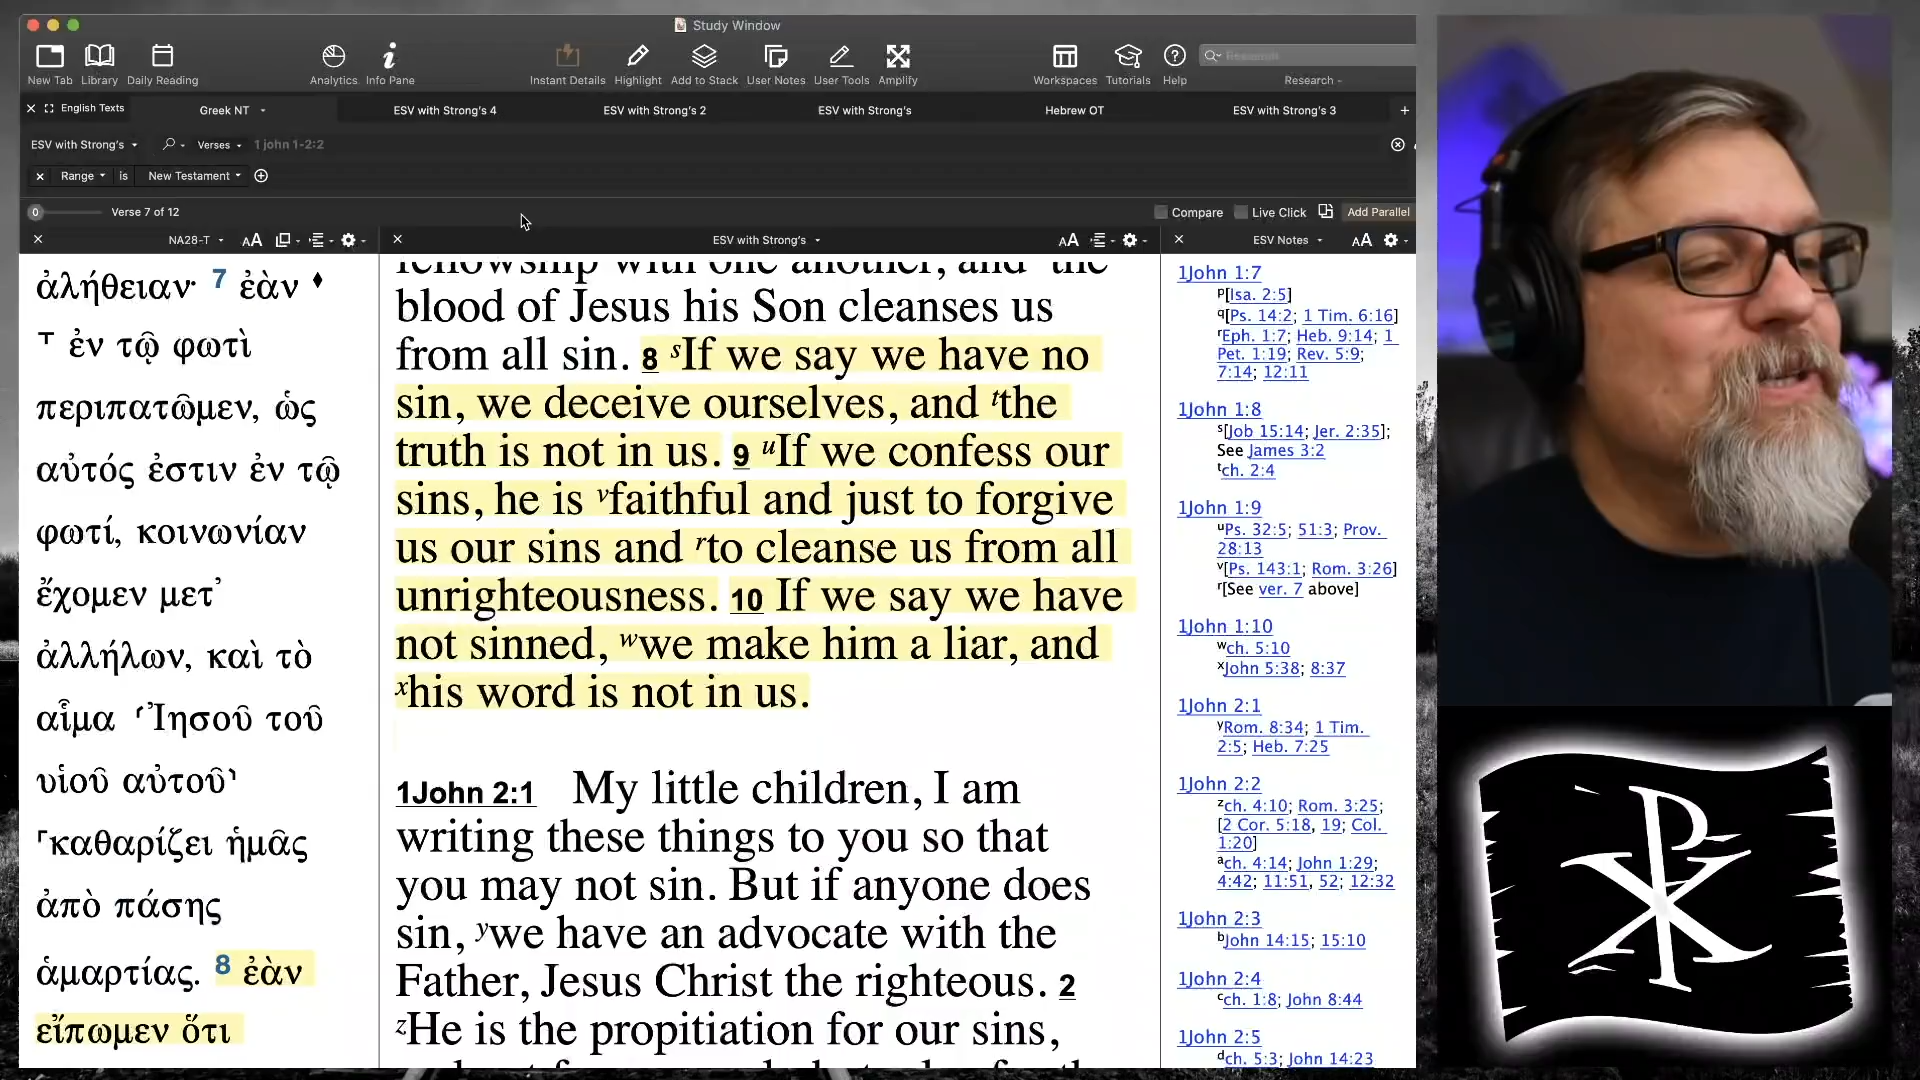 Study Window
New Tab Library Daily Reading Analytics Info Pane Instant Details Highlight Add to Stack User Notes User Tools Amplify Workspaces Tutorials Help Research
English Texts Greek NT ESV with Strong's 4 ESV with Strong's 2 ESV with Strong's Hebrew OT ESV with Strong's 3 +
ESV with Strong's Verses 1 john 1-2:2
Range is New Testament
0 Verse 7 of 12 Compare Live Click Add Parallel
NA28-T AA ESV with Strong's AA ESV Notes AA
ἀλήθειαν· 7 ἐὰν ♦
⸆ ἐν τῷ φωτὶ
περιπατῶμεν, ὡς
αὐτός ἐστιν ἐν τῷ
φωτί, κοινωνίαν
ἔχομεν μετ᾽
ἀλλήλων, καὶ τὸ
αἷμα ⸂Ἰησοῦ τοῦ
υἱοῦ αὐτοῦ⸃
⸀καθαρίζει ἡμᾶς
ἀπὸ πάσης
ἁμαρτίας. 8 ἐὰν
εἴπωμεν ὅτι
fellowship with one another, and the
blood of Jesus his Son cleanses us
from all sin. 8 sIf we say we have no
sin, we deceive ourselves, and tthe
truth is not in us. 9 uIf we confess our
sins, he is vfaithful and just to forgive
us our sins and rto cleanse us from all
unrighteousness. 10 If we say we have
not sinned, wwe make him a liar, and
xhis word is not in us.
1John 2:1 My little children, I am
writing these things to you so that
you may not sin. But if anyone does
sin, ywe have an advocate with the
Father, Jesus Christ the righteous. 2
zHe is the propitiation for our sins,
1John 1:7
p[Isa. 2:5]
q[Ps. 14:2; 1 Tim. 6:16]
rEph. 1:7; Heb. 9:14; 1
Pet. 1:19; Rev. 5:9;
7:14; 12:11
1John 1:8
s[Job 15:14; Jer. 2:35];
See James 3:2
tch. 2:4
1John 1:9
uPs. 32:5; 51:3; Prov.
28:13
v[Ps. 143:1; Rom. 3:26]
r[See ver. 7 above]
1John 1:10
wch. 5:10
xJohn 5:38; 8:37
1John 2:1
yRom. 8:34; 1 Tim.
2:5; Heb. 7:25
1John 2:2
zch. 4:10; Rom. 3:25;
[2 Cor. 5:18, 19; Col.
1:20]
ach. 4:14; John 1:29;
4:42; 11:51, 52; 12:32
1John 2:3
bJohn 14:15; 15:10
1John 2:4
cch. 1:8; John 8:44
1John 2:5
dch. 5:3; John 14:23